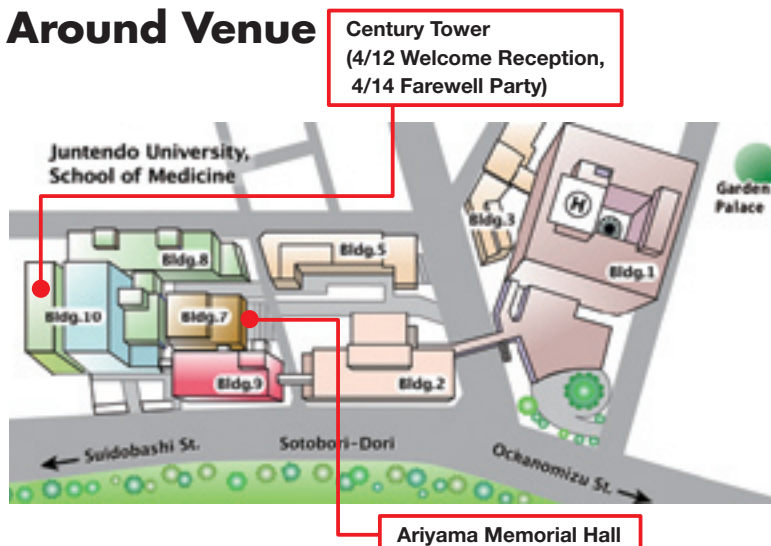 Around Venue
Century Tower
(4/12 Welcome Reception,
4/14 Farewell Party)
Juntendo University,
School of Medicine
Garden
Palace
Bldg.3
H
Bldg.8
Bldg.5
Bldg.1
Bldg.10
Bldg.7
Bldg.9
Bldg.2
Suidobashi St.
Sotobori-Dori
Ochanomizu St.
Ariyama Memorial Hall